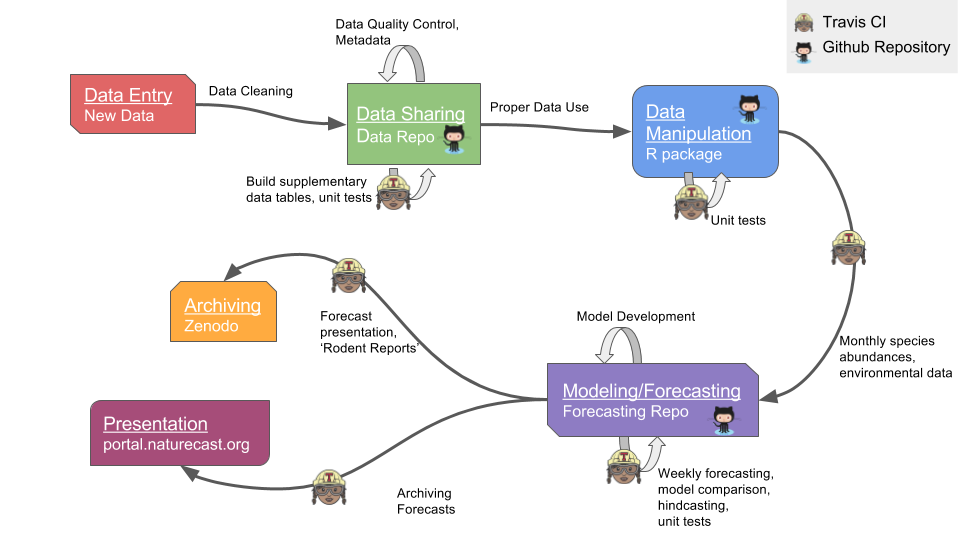 Data Quality Control,
Metadata
Travis CI
Github Repository
Data Entry
New Data
Data Cleaning
Data Sharing
Data Repo
Proper Data Use
Data
Manipulation
R package
Build supplementary
data tables, unit tests
T
T
Unit tests
T
T
T
Archiving
Zenodo
Forecast
presentation,
‘Rodent Reports’
Model Development
Monthly species
abundances,
environmental data
Modeling/Forecasting
Forecasting Repo
Presentation
portal.naturecast.org
T
T
Archiving
Forecasts
Weekly forecasting,
model comparison,
hindcasting,
unit tests